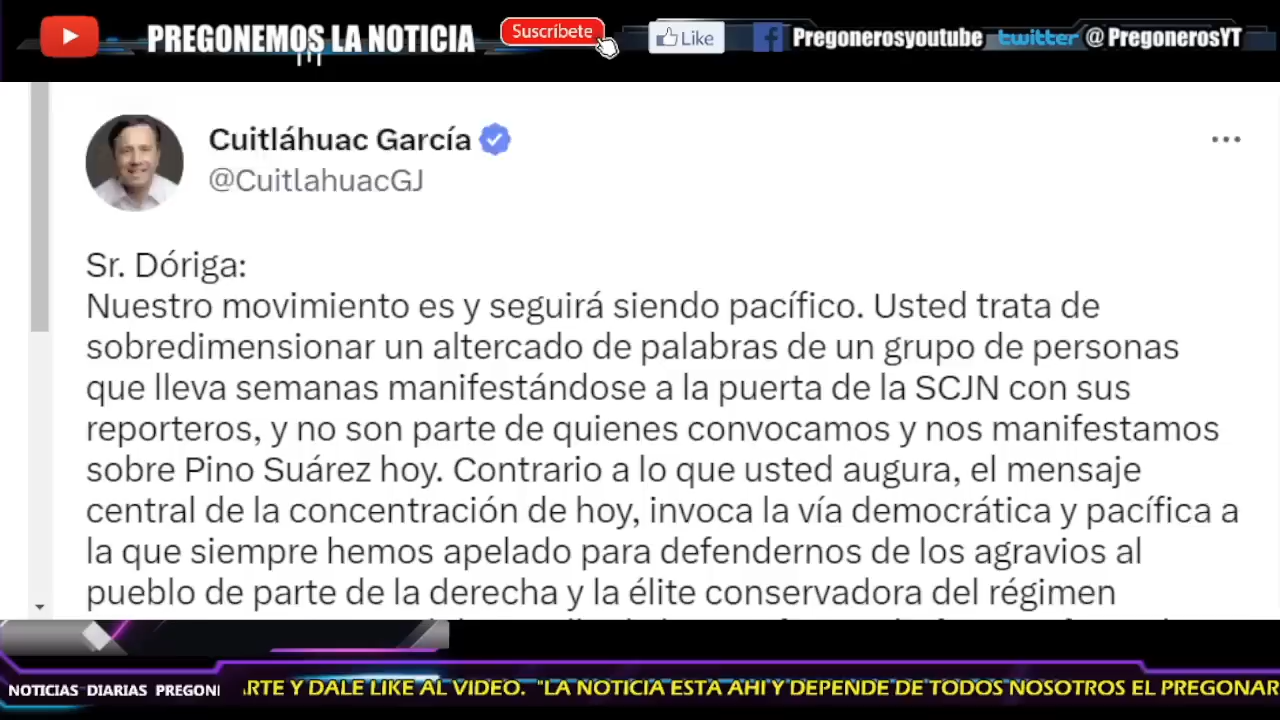 PREGONEMOS LA NOTICIA
Suscríbete
Like
Pregonerosyoutube
twitter @PregonerosYT
Cuitláhuac García
@CuitlahuacGJ
Sr. Dóriga:
Nuestro movimiento es y seguirá siendo pacífico. Usted trata de
sobredimensionar un altercado de palabras de un grupo de personas
que lleva semanas manifestándose a la puerta de la SCJN con sus
reporteros, y no son parte de quienes convocamos y nos manifestamos
sobre Pino Suárez hoy. Contrario a lo que usted augura, el mensaje
central de la concentración de hoy, invoca la vía democrática y pacífica a
la que siempre hemos apelado para defendernos de los agravios al
pueblo de parte de la derecha y la élite conservadora del régimen
NOTICIAS DIARIAS PREGONI
ARTE Y DALE LIKE AL VIDEO. "LA NOTICIA ESTA AHI Y DEPENDE DE TODOS NOSOTROS EL PREGONAR